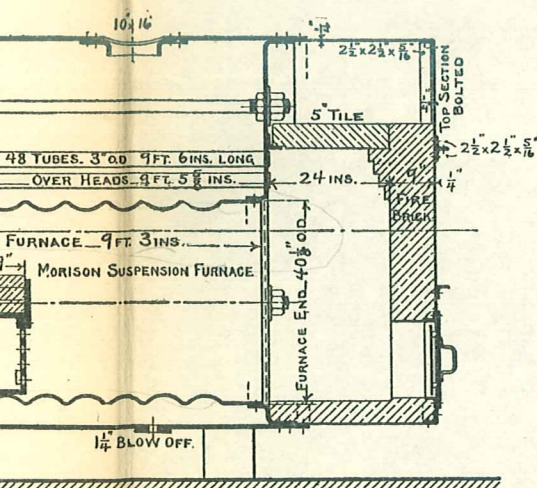 10"x 16"
1/4"
2 1/2"x 2 1/2"x 5/16"
TOP SECTION
BOLTED
5" TILE
2 1/2"x 2 1/2"x 5/16"
48 TUBES. 3" O.D 9 FT. 6 INS. LONG
OVER HEADS 9 FT. 5 5/8 INS.
24 INS.
9"
FIRE
BRICK
1/4"
FURNACE 9 FT. 3 INS.
MORISON SUSPENSION FURNACE
FURNACE END 40 1/8" O.D
1 1/4" BLOW OFF.